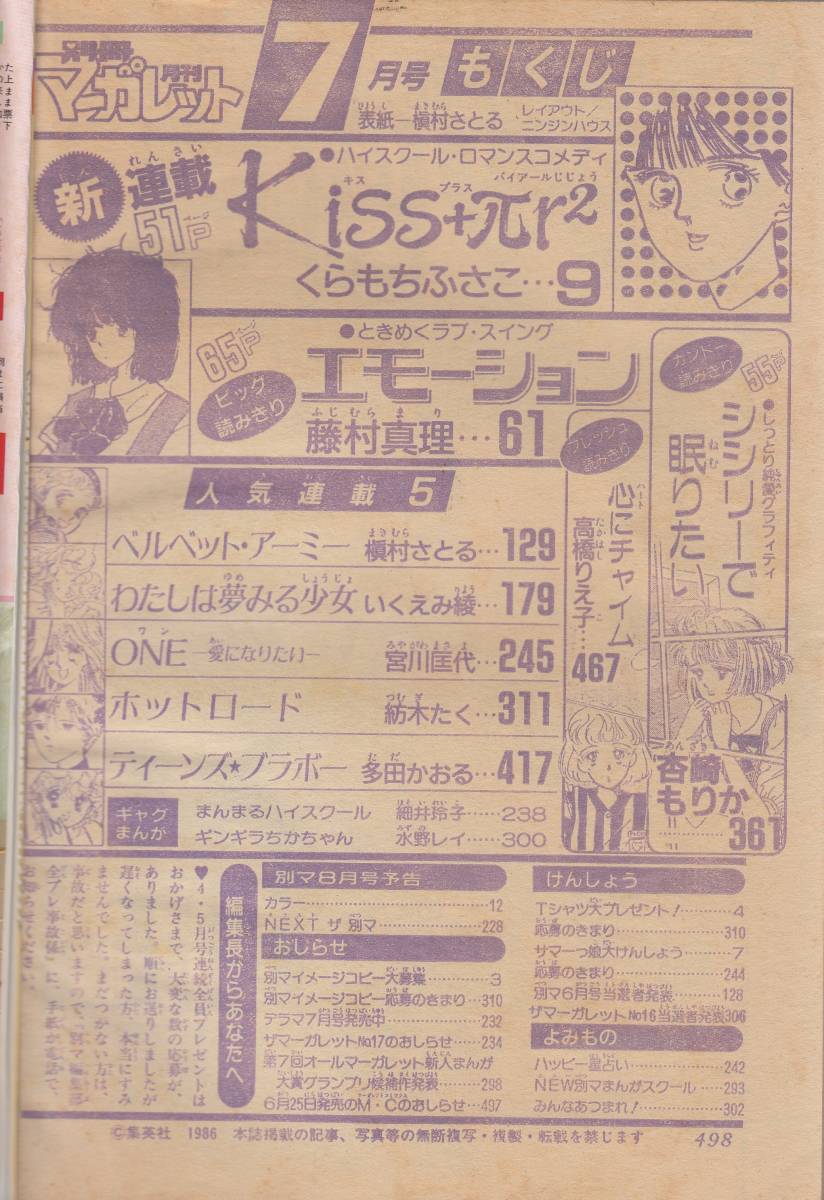 別冊
マーガレット
月刊
7
月号
もくじ
表紙―槇村さとる
レイアウト/
ニンジンハウス
新
連載
51P
●ハイスクール・ロマンスコメディ
Kiss+πr²
くらもちふさこ…9
65P
ビッグ
読みきり
●ときめくラブ・スイング
エモーション
藤村真理…61
カンドー
読みきり
55P
●しっとり純愛グラフィティ
シシリーで
眠りたい
杏崎
もりか
361
フレッシュ
読みきり
心にチャイム
高橋りえ子…
467
人気連載5
ベルベット・アーミー 槇村さとる…129
わたしは夢みる少女 いくえみ綾…179
ONE―愛になりたい― 宮川匡代…245
ホットロード 紡木たく…311
ティーンズ★ブラボー 多田かおる…417
ギャグ
まんが
まんまるハイスクール 細井玲子……238
ギンギラちかちゃん 水野レイ……300
編集長からあなたへ
♥4・5月号連続全員プレゼントは
おかげさまで、大変な数の応募が
ありました。順にお送りしましたが
遅くなってしまった方、本当にすみ
ませんでした。まだつかない方は、
事故だと思いますので、「別マ編集部
全プレ事故係」に、手紙か電話で、
お知らせください。
別マ8月号予告
カラー……12
NEXT ザ 別マ……228
おしらせ
別マイメージコピー大募集……3
別マイメージコピー応募のきまり…310
デラマ7月号発売中……232
ザマーガレットNo17のおしらせ……234
第7回オールマーガレット新人まんが
大賞グランプリ候補作発表……298
6月25日発売のM・Cのおしらせ…497
けんしょう
Tシャツ大プレゼント!……4
応募のきまり……310
サマーっ娘大けんしょう……7
応募のきまり……244
別マ6月号当選者発表……128
ザマーガレットNo16当選者発表306
よみもの
ハッピー星占い……242
NEW別マまんがスクール……293
みんなあつまれ!……302
©集英社 1986 本誌掲載の記事、写真等の無断複写・複製・転載を禁じます
498